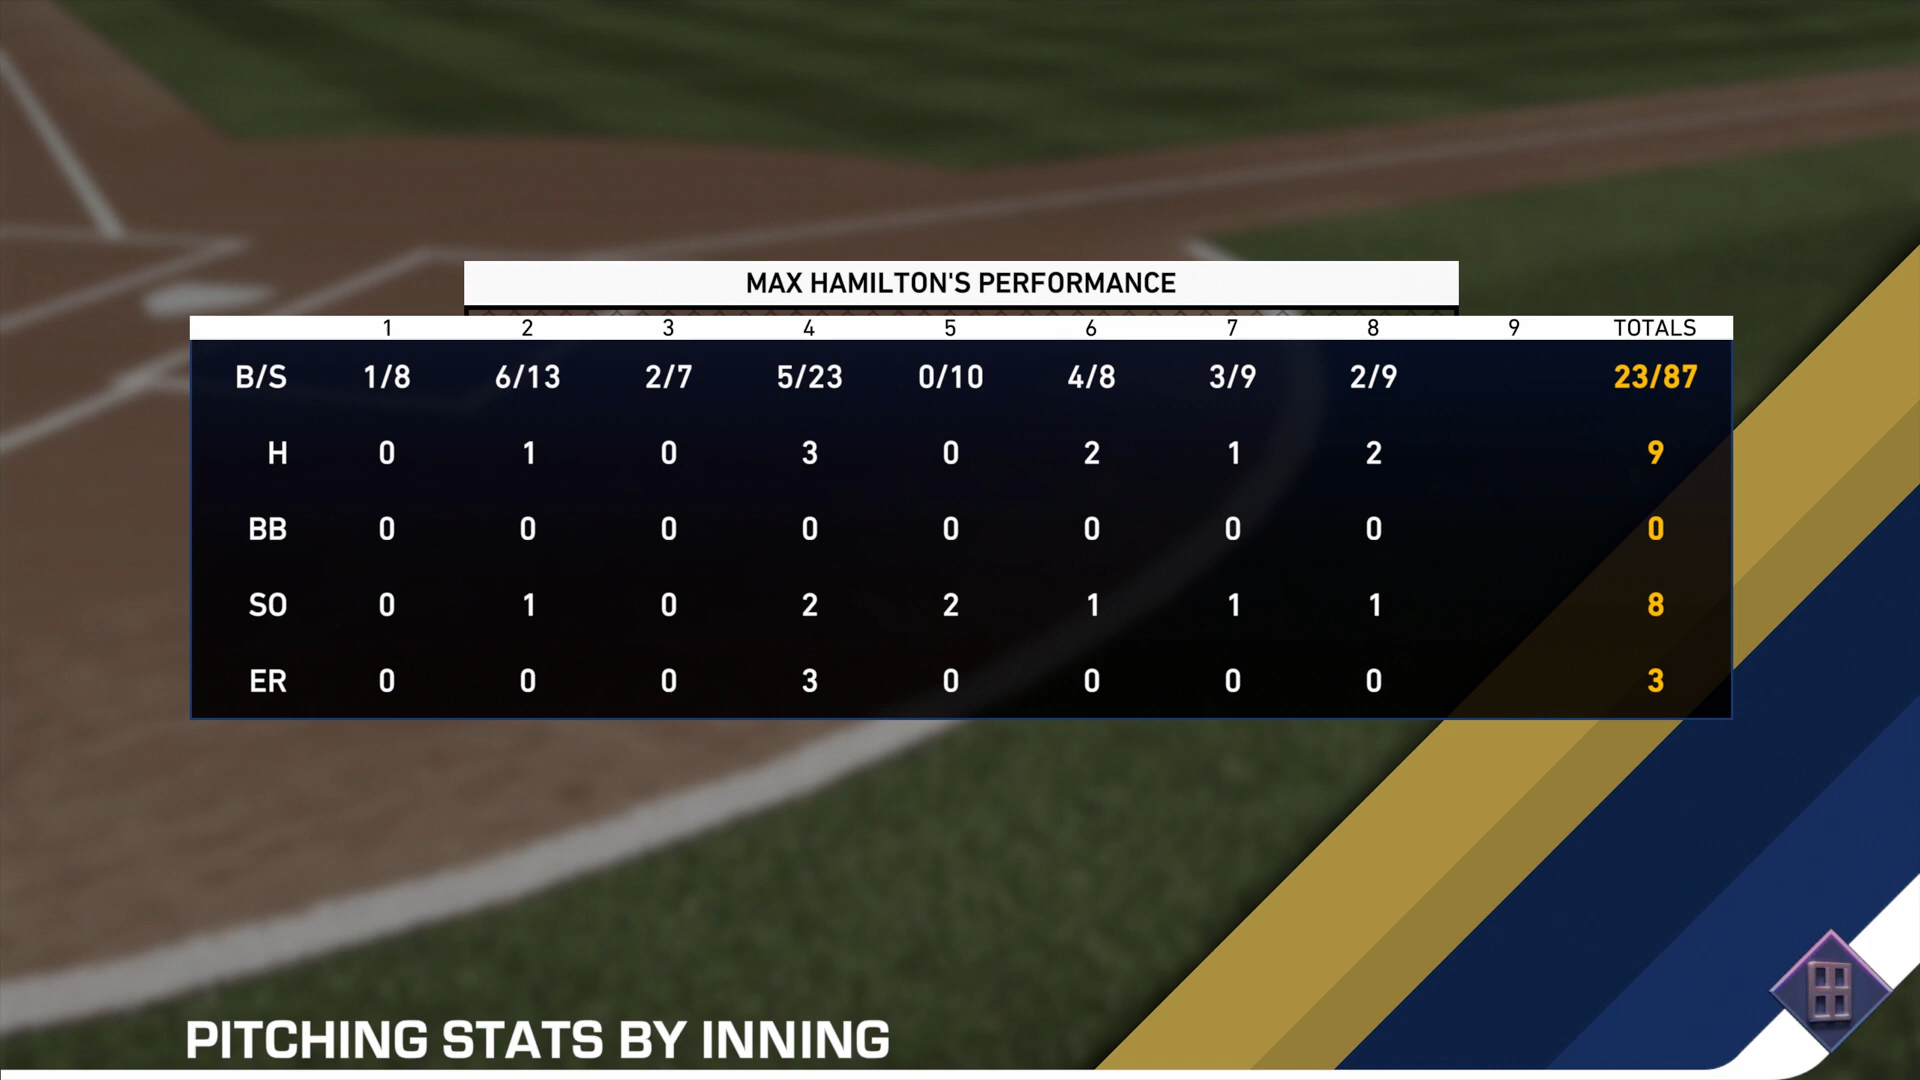 MAX HAMILTON'S PERFORMANCE
1 2 3 4 5 6 7 8 9 TOTALS
B/S 1/8 6/13 2/7 5/23 0/10 4/8 3/9 2/9 23/87
H 0 1 0 3 0 2 1 2 9
BB 0 0 0 0 0 0 0 0 0
SO 0 1 0 2 2 1 1 1 8
ER 0 0 0 3 0 0 0 0 3
PITCHING STATS BY INNING